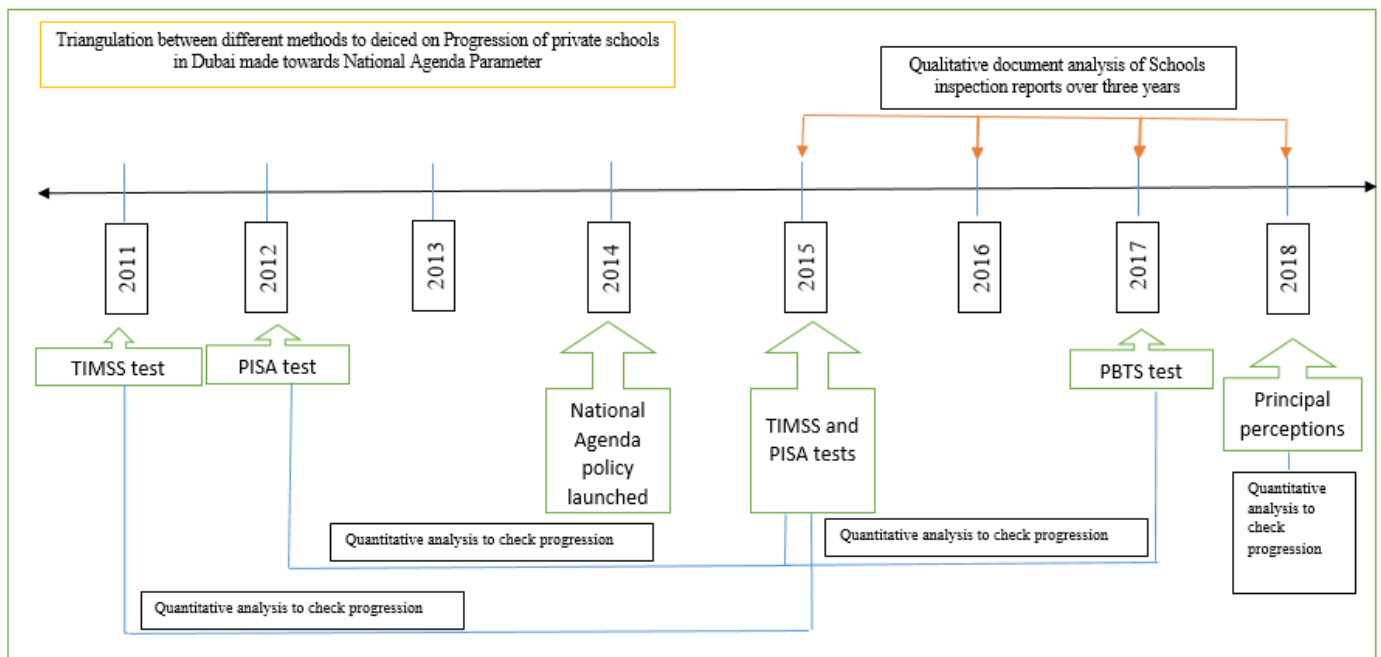 Triangulation between different methods to deiced on Progression of private schools
in Dubai made towards National Agenda Parameter
Qualitative document analysis of Schools
inspection reports over three years
2011
2012
2013
2014
2015
2016
2017
2018
TIMSS test
PISA test
National
Agenda
policy
launched
TIMSS and
PISA tests
PBTS test
Principal
perceptions
Quantitative
analysis to
check
progression
Quantitative analysis to check progression
Quantitative analysis to check progression
Quantitative analysis to check progression